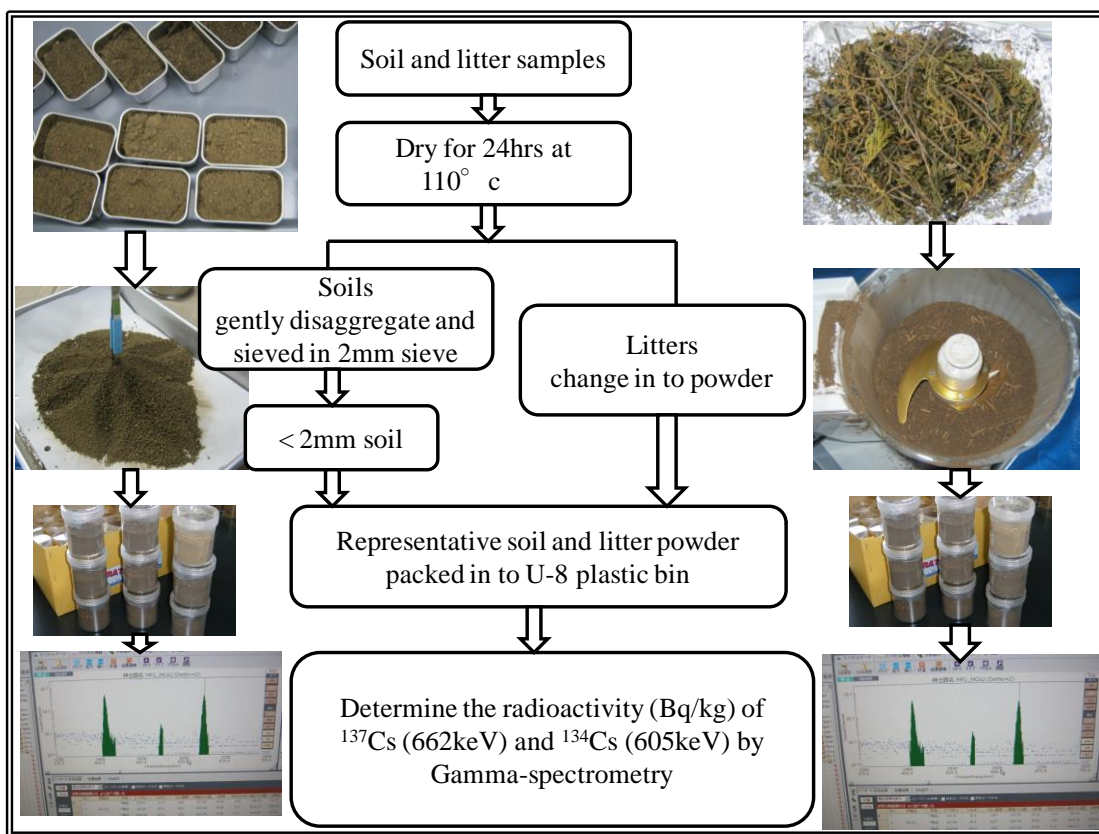 Soil and litter samples
Dry for 24hrs at
110° c
Soils
gently disaggregate and
sieved in 2mm sieve
Litters
change in to powder
< 2mm soil
Representative soil and litter powder
packed in to U-8 plastic bin
Determine the radioactivity (Bq/kg) of
¹³⁷Cs (662keV) and ¹³⁴Cs (605keV) by
Gamma-spectrometry